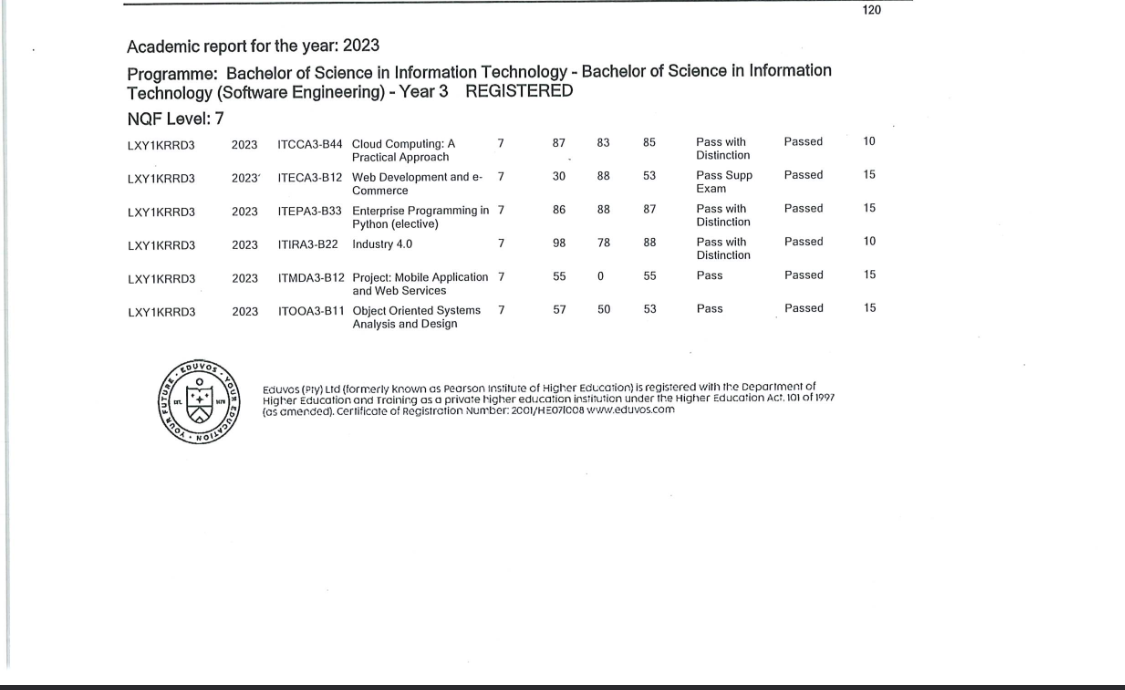 120
Academic report for the year: 2023
Programme: Bachelor of Science in Information Technology - Bachelor of Science in Information
Technology (Software Engineering) - Year 3 REGISTERED
NQF Level: 7
LXY1KRRD3 2023 ITCCA3-B44 Cloud Computing: A 7 87 83 85 Pass with Passed 10
Practical Approach Distinction
LXY1KRRD3 2023 ITECA3-B12 Web Development and e- 7 30 88 53 Pass Supp Passed 15
Commerce Exam
LXY1KRRD3 2023 ITEPA3-B33 Enterprise Programming in 7 86 88 87 Pass with Passed 15
Python (elective) Distinction
LXY1KRRD3 2023 ITIRA3-B22 Industry 4.0 7 98 78 88 Pass with Passed 10
Distinction
LXY1KRRD3 2023 ITMDA3-B12 Project: Mobile Application 7 55 0 55 Pass Passed 15
and Web Services
LXY1KRRD3 2023 ITOOA3-B11 Object Oriented Systems 7 57 50 53 Pass Passed 15
Analysis and Design
EDUVOS · YOUR EDUCATION · YOUR FUTURE ·
Eduvos (Pty) Ltd (formerly known as Pearson Institute of Higher Education) is registered with the Department of
Higher Education and Training as a private higher education institution under the Higher Education Act, 101 of 1997
(as amended). Certificate of Registration Number: 2001/HE07/008 www.eduvos.com